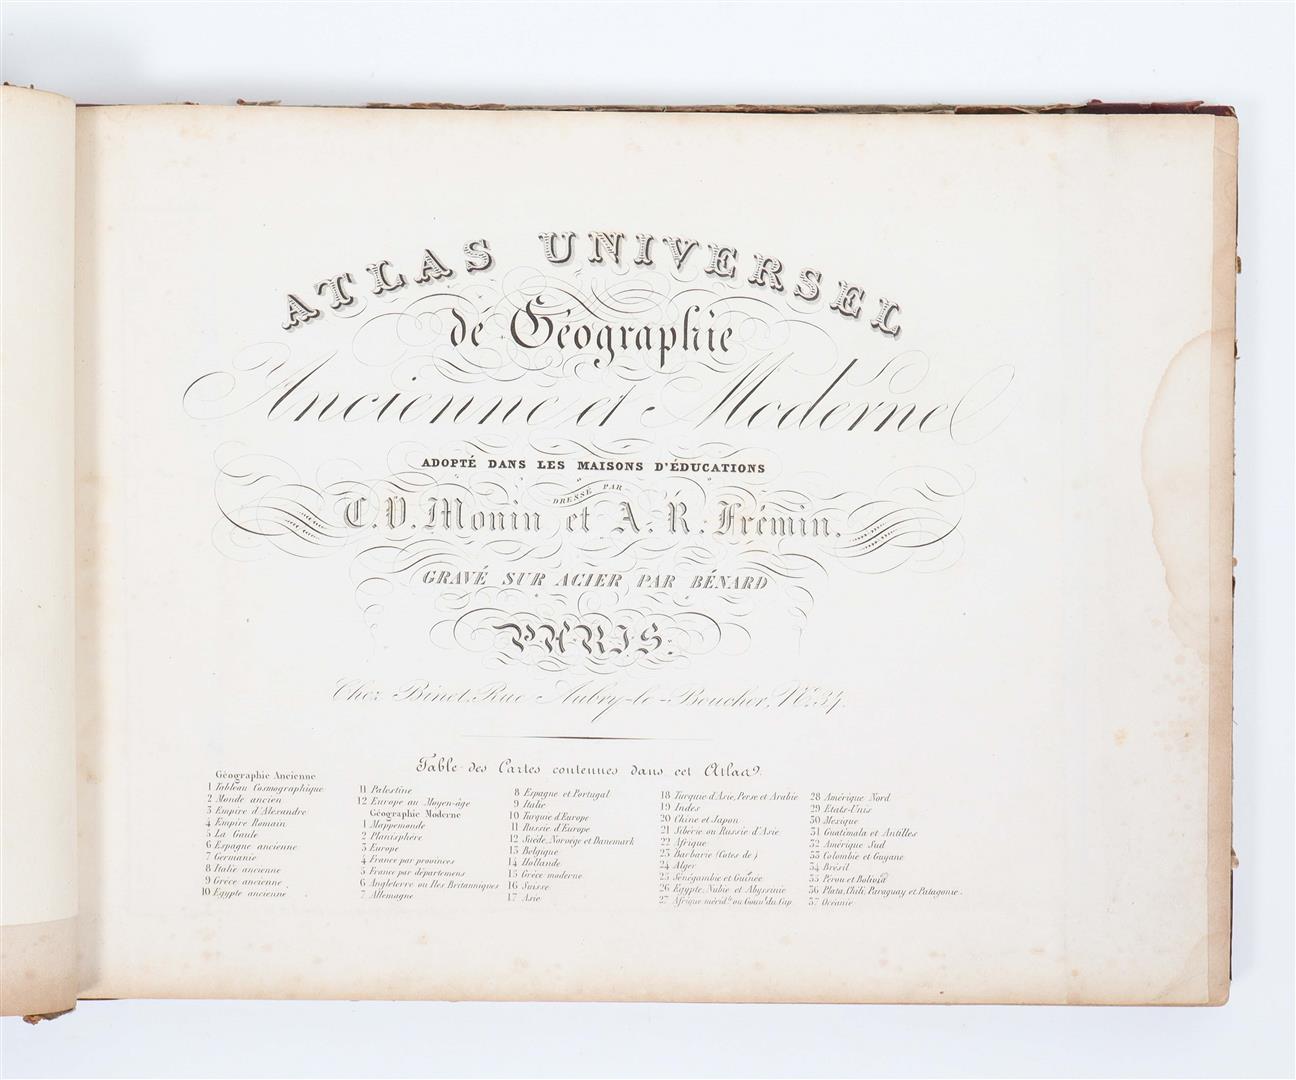 ATLAS UNIVERSEL
dé Géographie
Ancienne et Moderne
ADOPTÉ DANS LES MAISONS D'ÉDUCATIONS
DRESSÉ PAR
C.V. Monin et A. R. Frémin.
GRAVÉ SUR ACIER PAR BÉNARD
PARIS.
Chez Binet, Rue Aubry-le-Boucher, No. 34.
Table des Cartes contenues dans cet Atlas.
Géographie Ancienne
1 Tableau Cosmographique
2 Monde ancien
3 Empire d'Alexandre
4 Empire Romain
5 La Gaule
6 Espagne ancienne
7 Germanie
8 Italie ancienne
9 Grèce ancienne
10 Egypte ancienne
11 Palestine
12 Europe au Moyen-âge
Géographie Moderne
1 Mappemonde
2 Planisphère
3 Europe
4 France par provinces
5 France par départemens
6 Angleterre ou Iles Britanniques
7 Allemagne
8 Espagne et Portugal
9 Italie
10 Turquie d'Europe
11 Russie d'Europe
12 Suède, Norvège et Danemark
13 Belgique
14 Hollande
15 Grèce moderne
16 Suisse
17 Asie
18 Turquie d'Asie, Perse et Arabie
19 Indes
20 Chine et Japon
21 Sibérie ou Russie d'Asie
22 Afrique
23 Barbarie (Cotes de)
24 Alger
25 Sénégambie et Guinée
26 Egypte, Nubie et Abyssinie
27 Afrique mérid.le ou Gouv.t du Cap
28 Amérique Nord
29 Etats-Unis
30 Mexique
31 Guatimala et Antilles
32 Amérique Sud
33 Colombie et Guyane
34 Brésil
35 Pérou et Bolivia
36 Plata, Chili, Paraguay et Patagonie.
37 Océanie